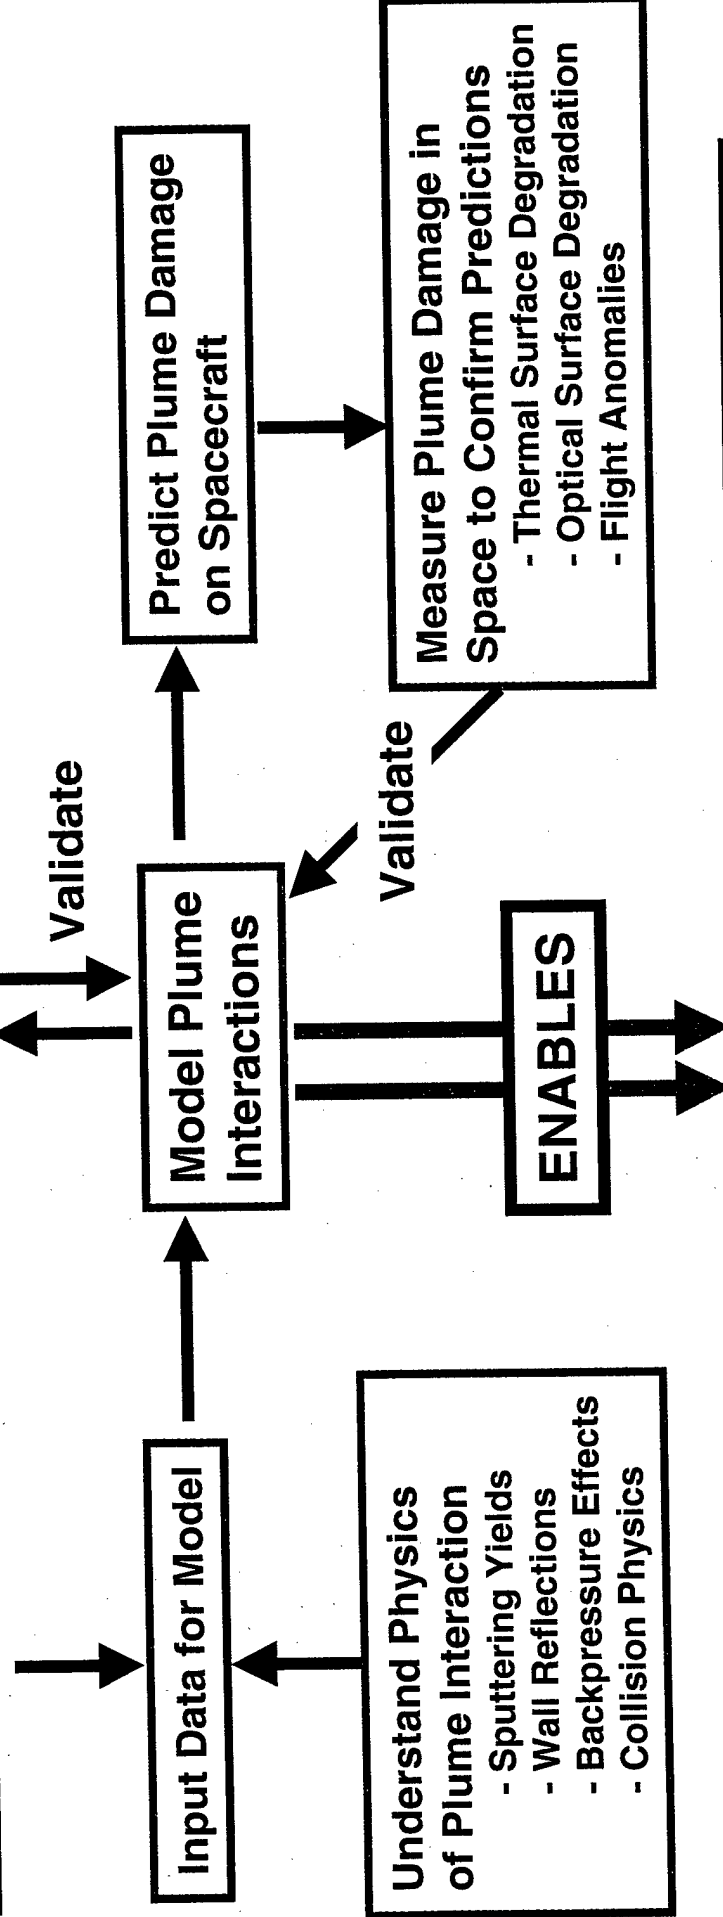 Input Data for Model
Understand Physics
of Plume Interaction
- Sputtering Yields
- Wall Reflections
- Backpressure Effects
- Collision Physics
Model Plume
Interactions
Validate
ENABLES
Validate
Predict Plume Damage
on Spacecraft
Measure Plume Damage in
Space to Confirm Predictions
- Thermal Surface Degradation
- Optical Surface Degradation
- Flight Anomalies